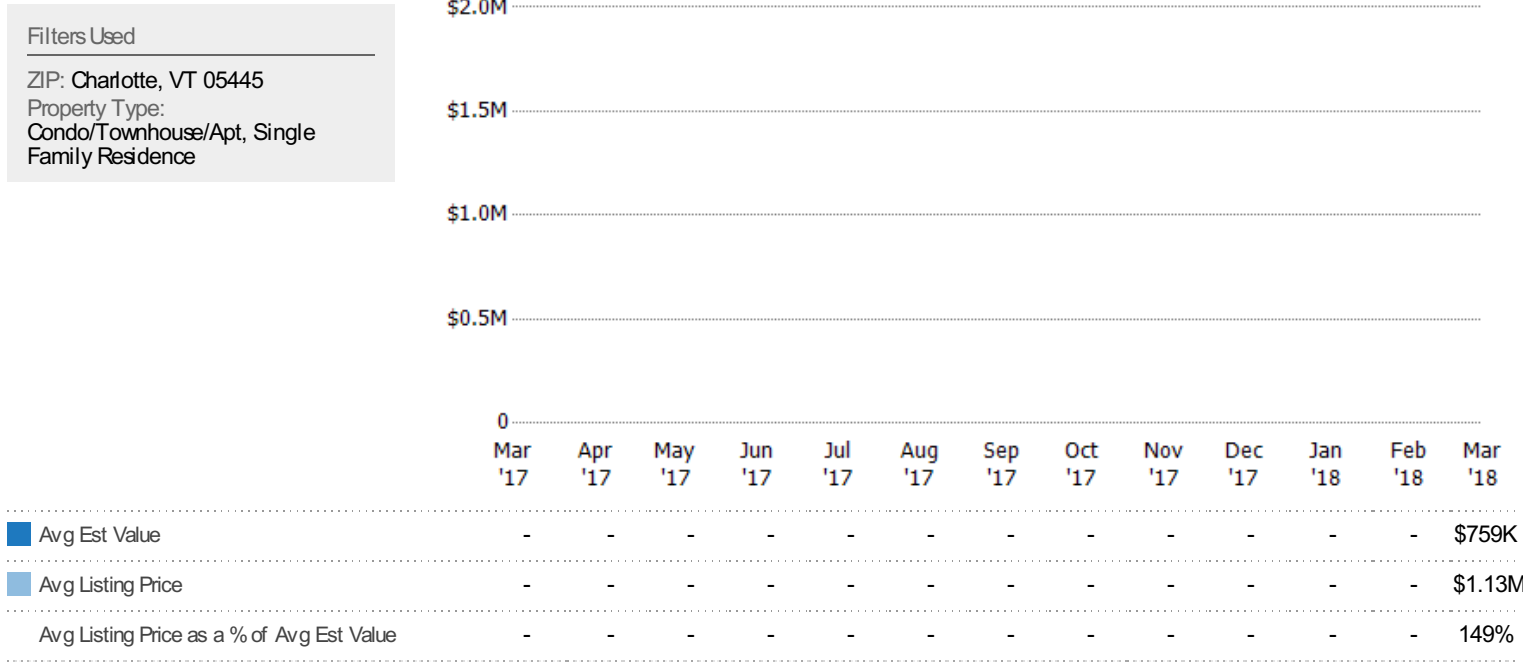 Filters Used
ZIP: Charlotte, VT 05445
Property Type:
Condo/Townhouse/Apt, Single
Family Residence
$2.0M
$1.5M
$1.0M
$0.5M
0
Mar Apr May Jun Jul Aug Sep Oct Nov Dec Jan Feb Mar
'17 '17 '17 '17 '17 '17 '17 '17 '17 '17 '18 '18 '18
Avg Est Value - - - - - - - - - - - - $759K
Avg Listing Price - - - - - - - - - - - - $1.13M
Avg Listing Price as a % of Avg Est Value - - - - - - - - - - - - 149%